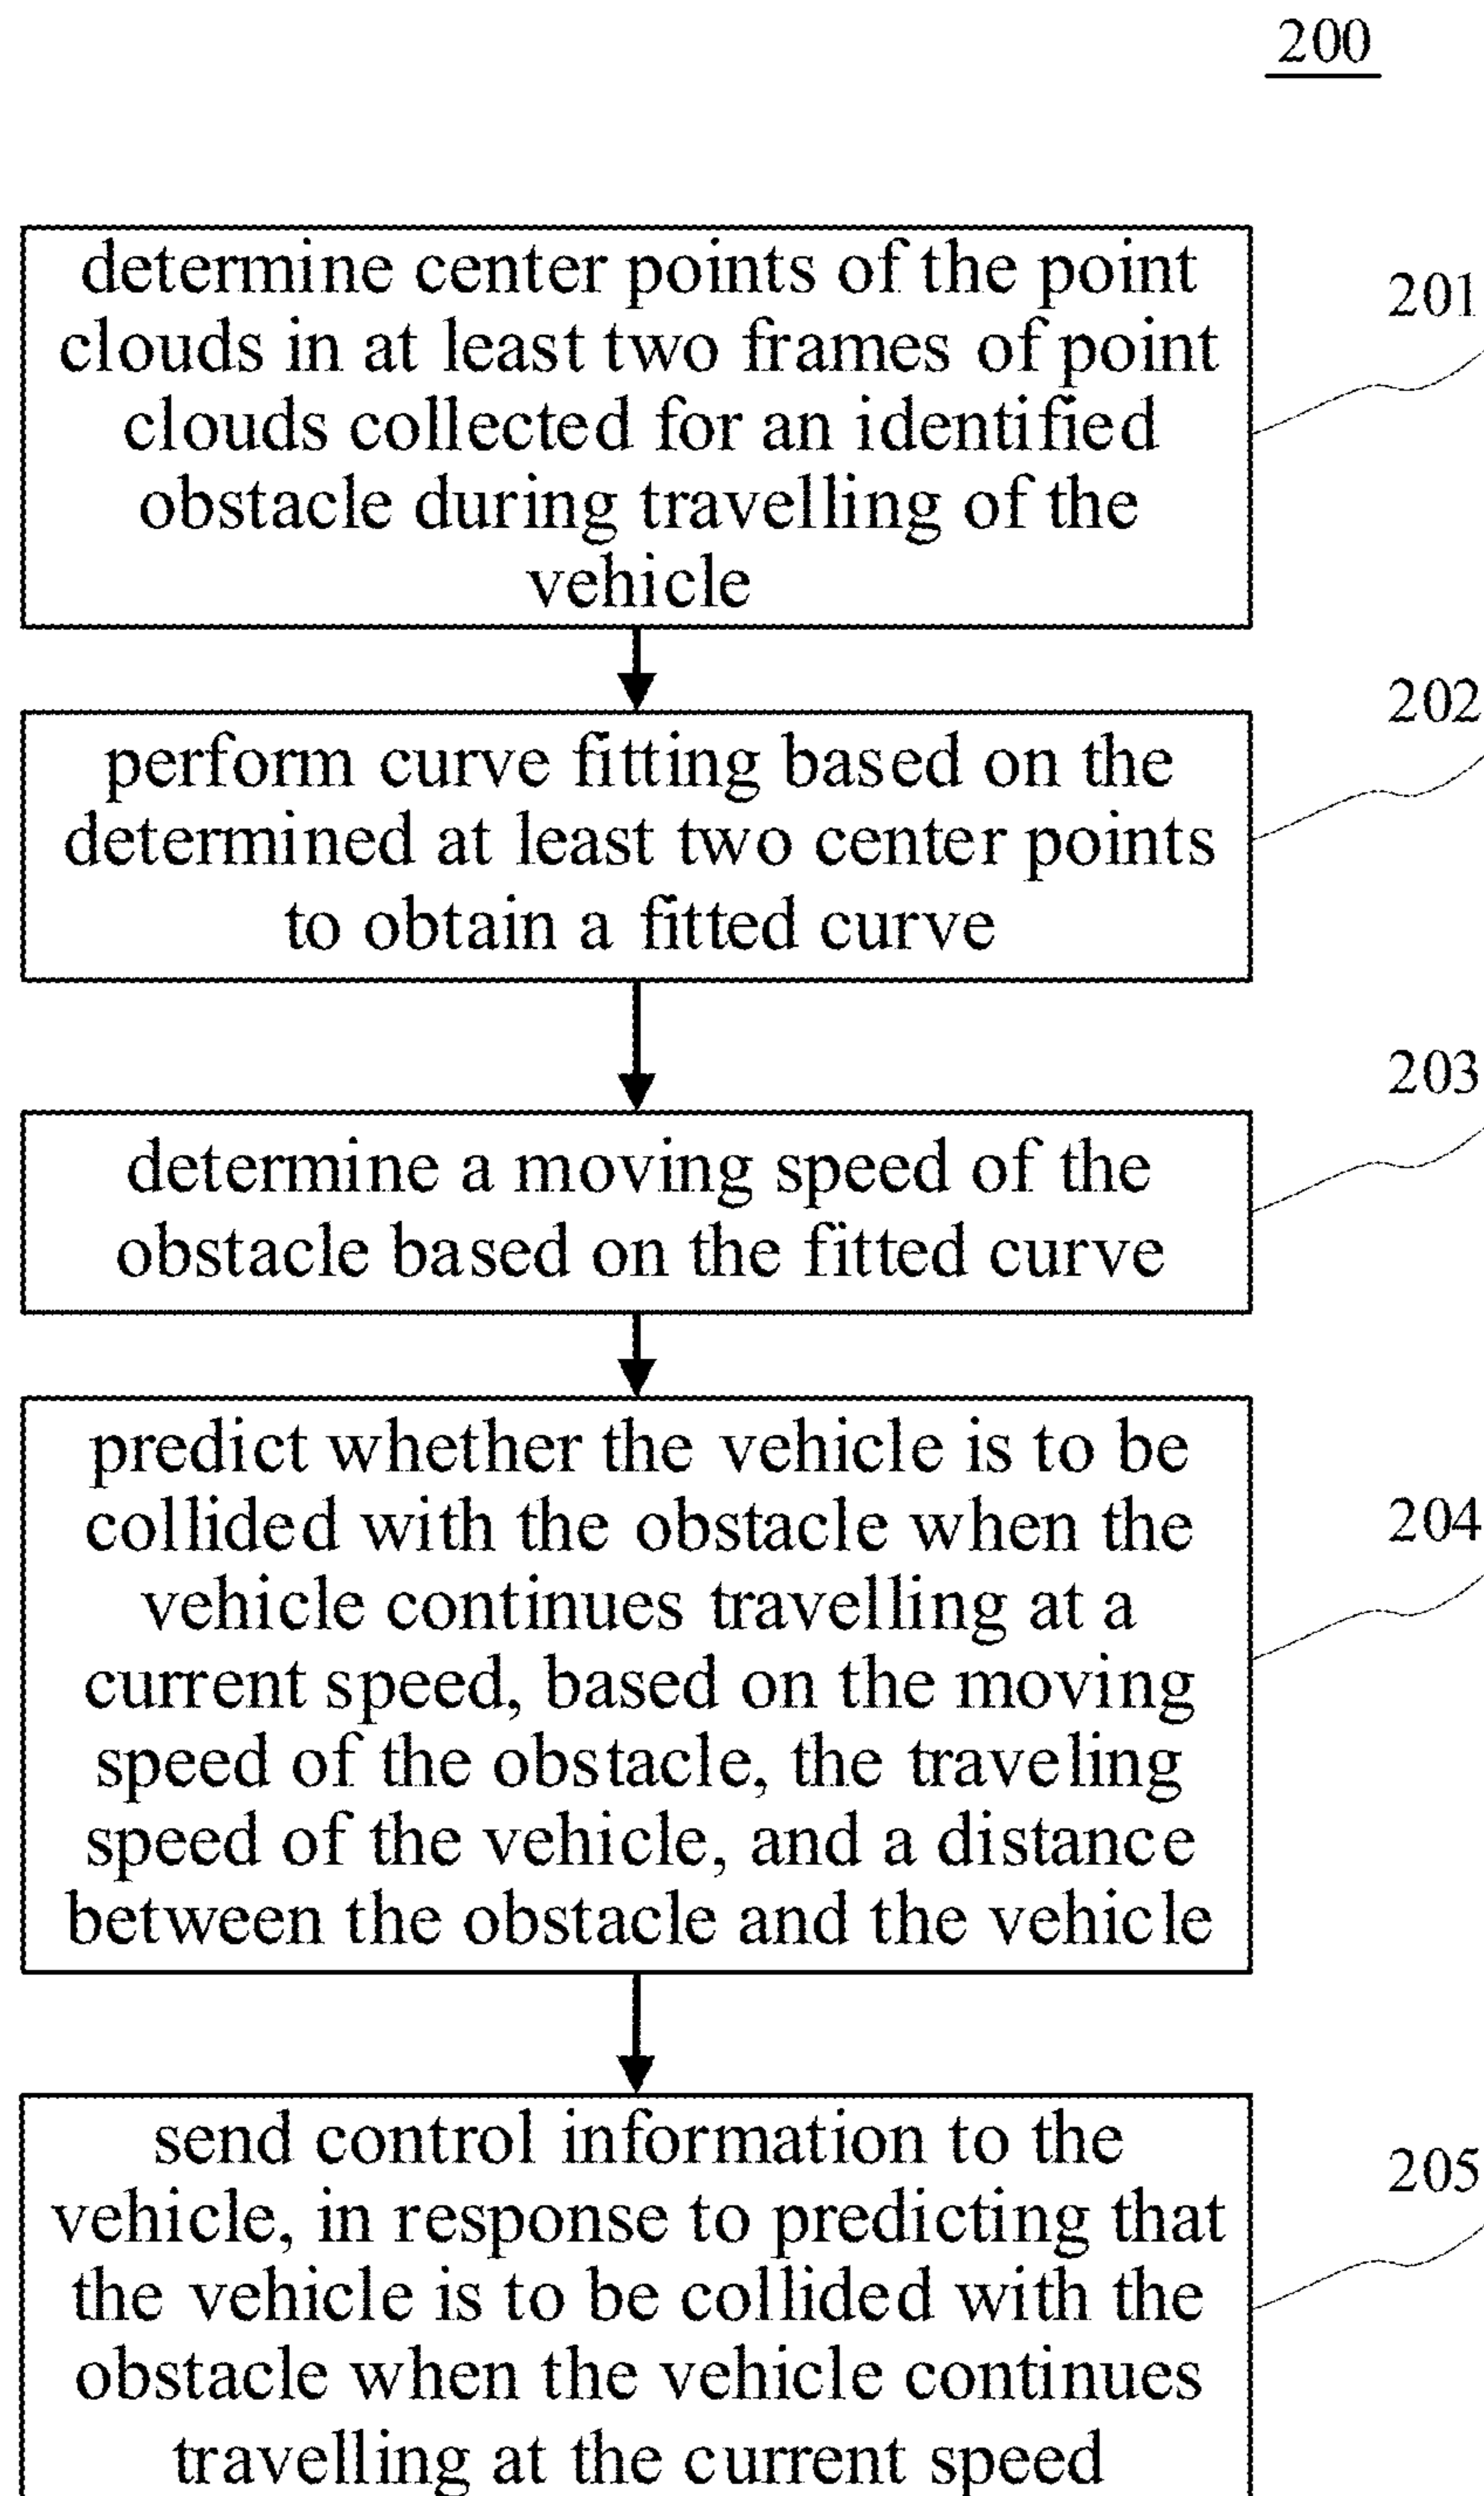 200
determine center points of the point
clouds in at least two frames of point
clouds collected for an identified
obstacle during travelling of the
vehicle
201
perform curve fitting based on the
determined at least two center points
to obtain a fitted curve
202
determine a moving speed of the
obstacle based on the fitted curve
203
predict whether the vehicle is to be
collided with the obstacle when the
vehicle continues travelling at a
current speed, based on the moving
speed of the obstacle, the traveling
speed of the vehicle, and a distance
between the obstacle and the vehicle
204
send control information to the
vehicle, in response to predicting that
the vehicle is to be collided with the
obstacle when the vehicle continues
travelling at the current speed
205